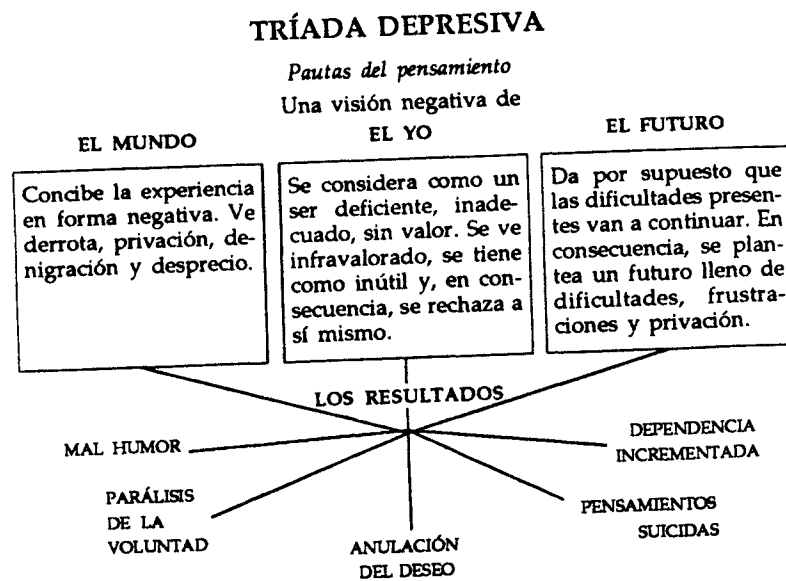 TRÍADA DEPRESIVA
Pautas del pensamiento
Una visión negativa de
EL MUNDO
EL YO
EL FUTURO
Concibe la experiencia
en forma negativa. Ve
derrota, privación, de-
nigración y desprecio.
Se considera como un
ser deficiente, inade-
cuado, sin valor. Se ve
infravalorado, se tiene
como inútil y, en con-
secuencia, se rechaza a
sí mismo.
Da por supuesto que
las dificultades presen-
tes van a continuar. En
consecuencia, se plan-
tea un futuro lleno de
dificultades, frustra-
ciones y privación.
LOS RESULTADOS
MAL HUMOR
PARÁLISIS
DE LA
VOLUNTAD
ANULACIÓN
DEL DESEO
PENSAMIENTOS
SUICIDAS
DEPENDENCIA
INCREMENTADA